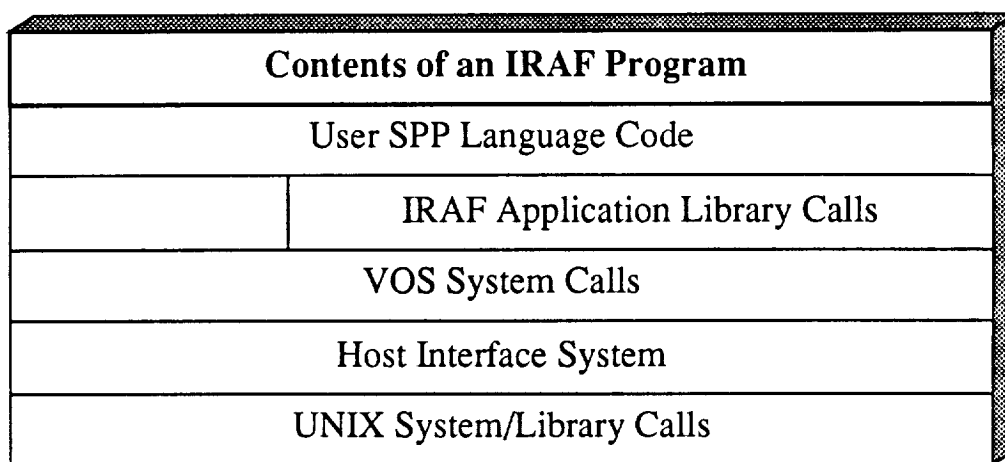 Contents of an IRAF Program
User SPP Language Code
IRAF Application Library Calls
VOS System Calls
Host Interface System
UNIX System/Library Calls